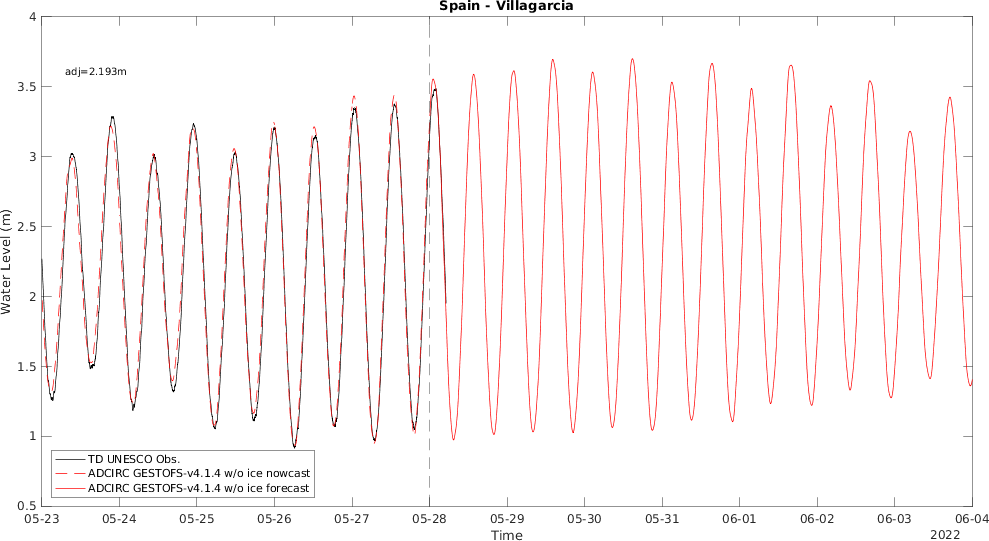 Spain - Villagarcia
4
adj=2.193m
3.5
3
2.5
Water Level (m)
2
1.5
1
TD UNESCO Obs.
ADCIRC GESTOFS-v4.1.4 w/o ice nowcast
ADCIRC GESTOFS-v4.1.4 w/o ice forecast
0.5
05-23 05-24 05-25 05-26 05-27 05-28 05-29 05-30 05-31 06-01 06-02 06-03 06-04
Time
2022